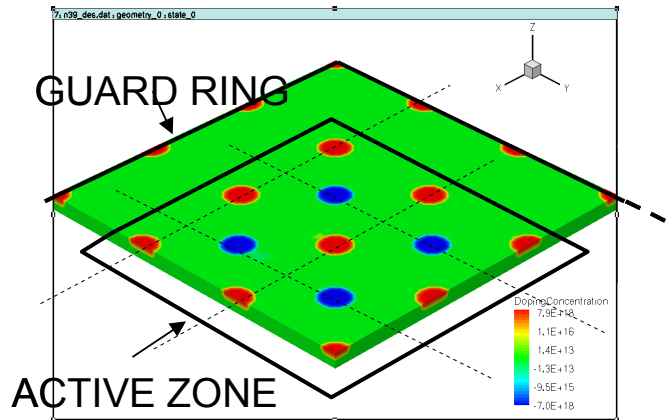 7: n39_des.dat : geometry_0 : state_0
Z
X
Y
GUARD RING
DopingConcentration
7.9E+18
1.1E+16
1.4E+13
-1.3E+13
-9.5E+15
-7.0E+18
ACTIVE ZONE